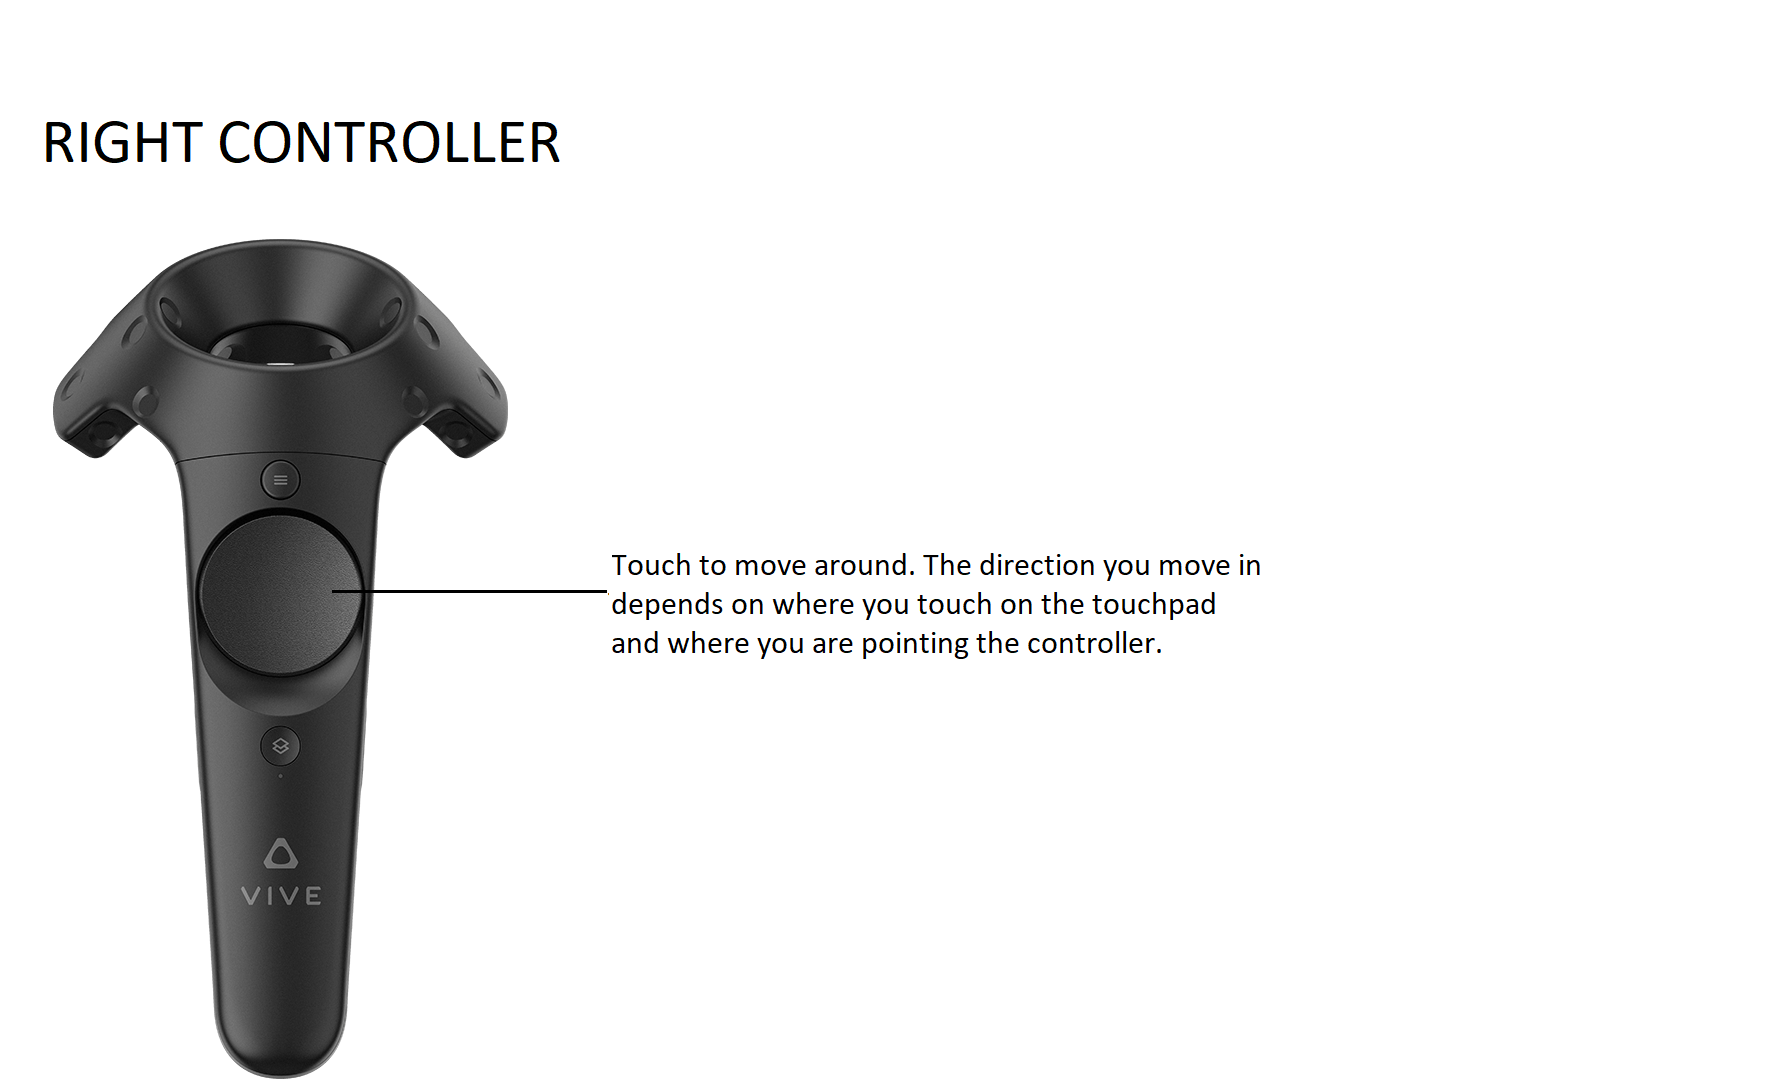 RIGHT CONTROLLER
Touch to move around. The direction you move in
depends on where you touch on the touchpad
and where you are pointing the controller.
VIVE